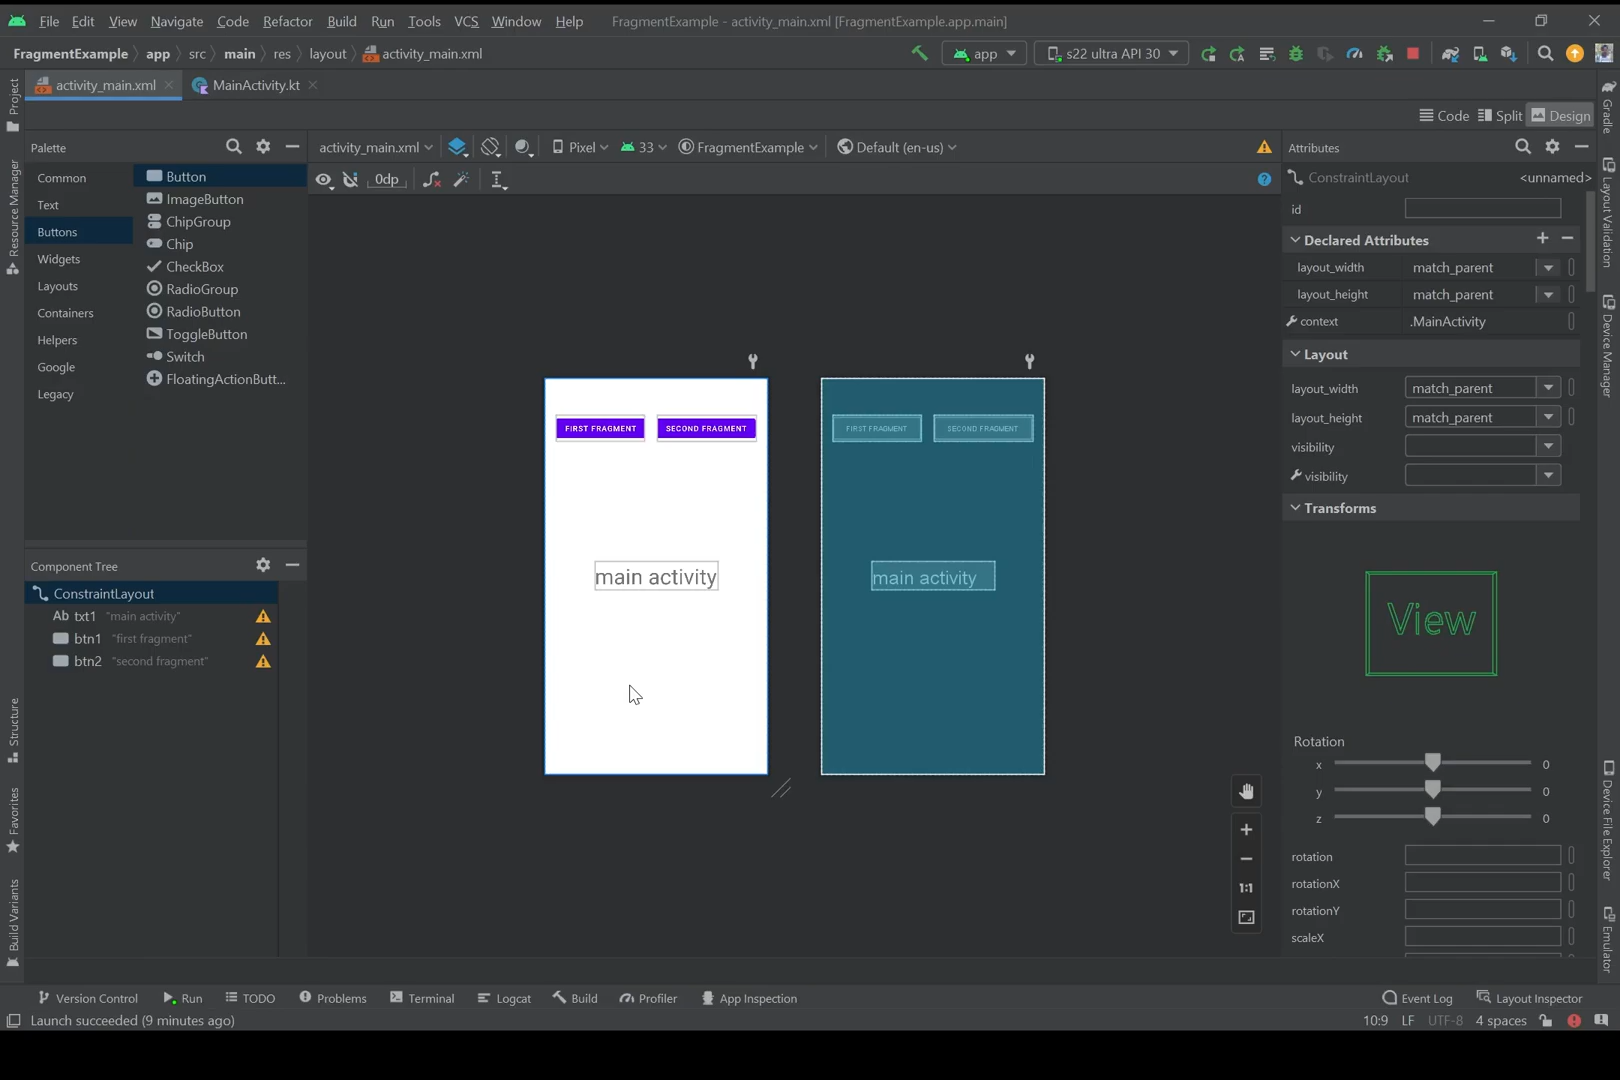 File Edit View Navigate Code Refactor Build Run Tools VCS Window Help FragmentExample - activity_main.xml [FragmentExample.app.main]
FragmentExample app src main res layout activity_main.xml app s22 ultra API 30
activity_main.xml MainActivity.kt
Code Split Design
Palette
Common
Text
Buttons
Widgets
Layouts
Containers
Helpers
Google
Legacy
Button
ImageButton
ChipGroup
Chip
CheckBox
RadioGroup
RadioButton
ToggleButton
Switch
FloatingActionButt...
activity_main.xml Pixel 33 FragmentExample Default (en-us)
0dp
FIRST FRAGMENT SECOND FRAGMENT
main activity
FIRST FRAGMENT SECOND FRAGMENT
main activity
1:1
Component Tree
ConstraintLayout
Ab txt1 "main activity"
btn1 "first fragment"
btn2 "second fragment"
Attributes
ConstraintLayout <unnamed>
id
Declared Attributes
layout_width match_parent
layout_height match_parent
context .MainActivity
Layout
layout_width match_parent
layout_height match_parent
visibility
visibility
Transforms
View
Rotation
x 0
y 0
z 0
rotation
rotationX
rotationY
scaleX
Project
Resource Manager
Structure
Favorites
Build Variants
Gradle
Layout Validation
Device Manager
Device File Explorer
Emulator
Version Control Run TODO Problems Terminal Logcat Build Profiler App Inspection Event Log Layout Inspector
Launch succeeded (9 minutes ago) 10:9 LF UTF-8 4 spaces